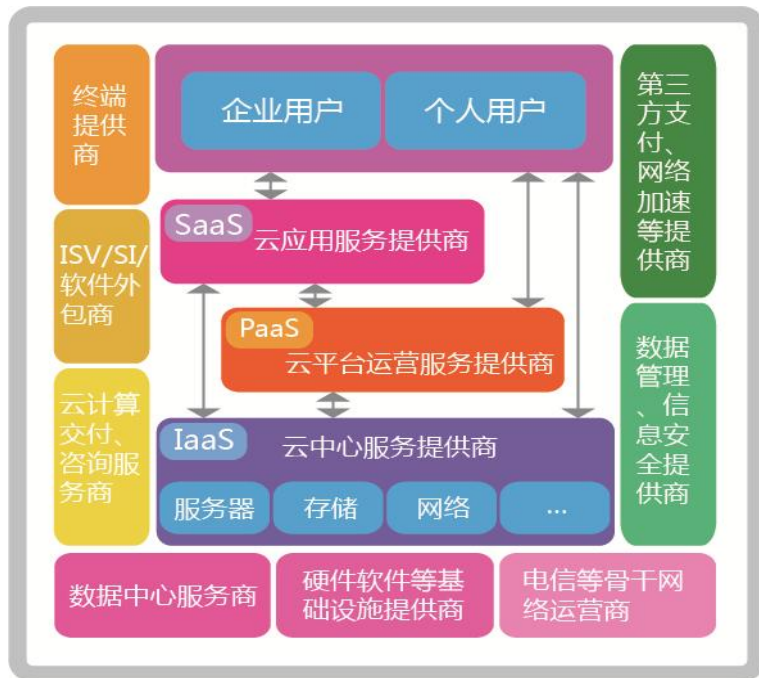 终端
提供
商
企业用户
个人用户
第三
方支
付、
网络
加速
等提
供商
SaaS
云应用服务提供商
ISV/SI/
软件外
包商
PaaS
云平台运营服务提供商
数据
管理
、信
息安
全提
供商
云计算
交付、
咨询服
务商
IaaS
云中心服务提供商
服务器
存储
网络
...
数据中心服务商
硬件软件等基
础设施提供商
电信等骨干网
络运营商